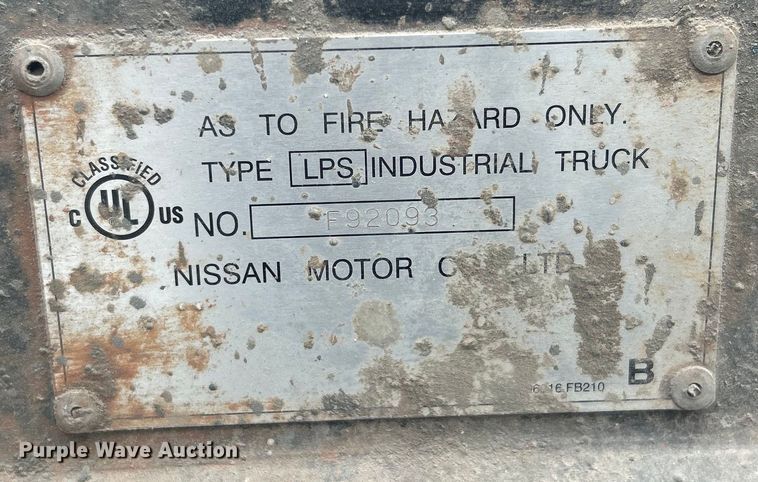 AS TO FIRE HAZARD ONLY.
TYPE LPS INDUSTRIAL TRUCK
CLASSIFIED
C UL US
NO. F92093
NISSAN MOTOR CO., LTD.
FB210
B
Purple Wave Auction